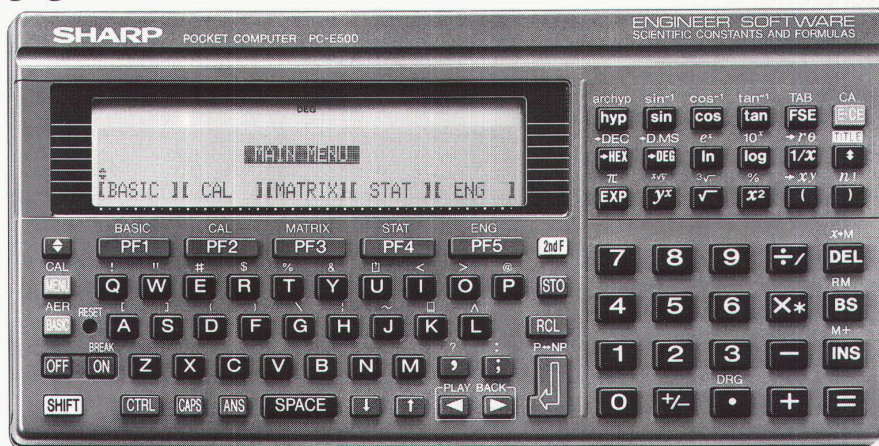 SHARP POCKET COMPUTER PC-E500
ENGINEER SOFTWARE
SCIENTIFIC CONSTANTS AND FORMULAS
DEG
MAIN MENU
[BASIC ][ CAL ][MATRIX][ STAT ][ ENG ]
BASIC CAL MATRIX STAT ENG
PF1 PF2 PF3 PF4 PF5 2nd F
CAL ! " # $ % & < > @
MENU Q W E R T Y U I O P STO
AER [ ] { } \ ¦ ~ ^
BASIC RESET A S D F G H J K L RCL
BREAK ? : P↔NP
OFF ON Z X C V B N M , ;
PLAY BACK
SHIFT CTRL CAPS ANS SPACE ↓ ↑ ◀ ▶
archyp sin⁻¹ cos⁻¹ tan⁻¹ TAB CA
hyp sin cos tan FSE C·CE
→DEC →D.MS eˣ 10ˣ →rθ TITLE
→HEX →DEG ln log 1/x
π ˣ√y ³√ % →xy n!
EXP yˣ √ x² ( )
x→M
7 8 9 ÷/ DEL
RM
4 5 6 ×* BS
M+
1 2 3 − INS
DRG
0 +/− • + =